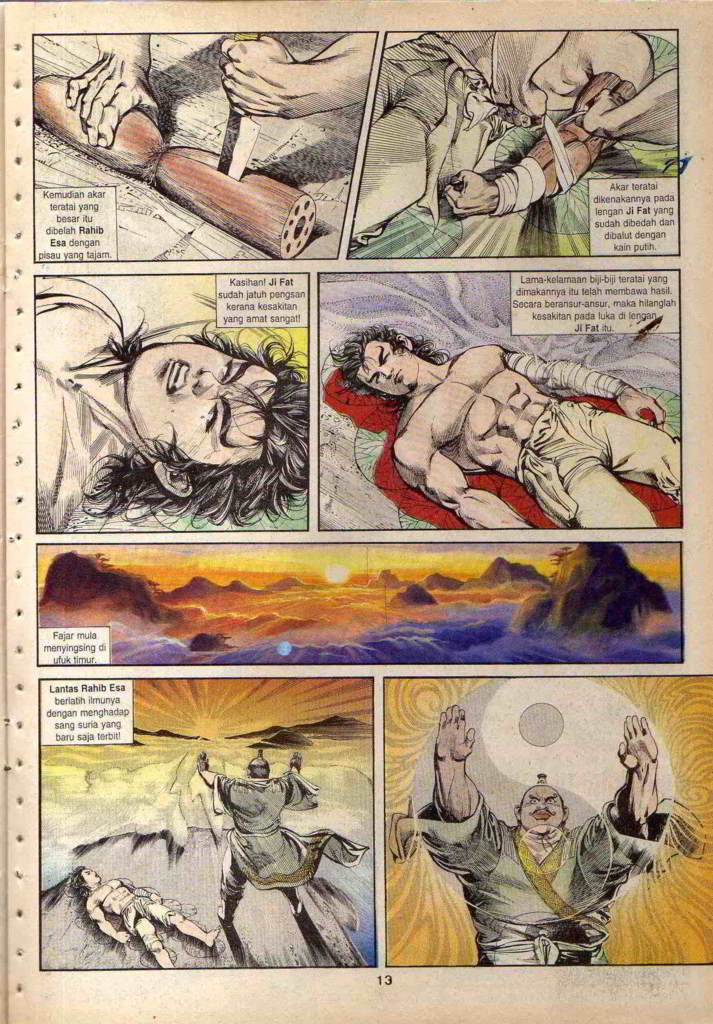 Kemudian akar
teratai yang
besar itu
dibelah Rahib
Esa dengan
pisau yang tajam.
Akar teratai
dikenakannya pada
lengan Ji Fat yang
sudah dibedah dan
dibalut dengan
kain putih.
Kasihan! Ji Fat
sudah jatuh pengsan
kerana kesakitan
yang amat sangat!
Lama-kelamaan biji-biji teratai yang
dimakannya itu telah membawa hasil.
Secara beransur-ansur, maka hilanglah
kesakitan pada luka di lengan
Ji Fat itu.
Fajar mula
menyingsing di
ufuk timur.
Lantas Rahib Esa
berlatih ilmunya
dengan menghadap
sang suria yang
baru saja terbit!
13